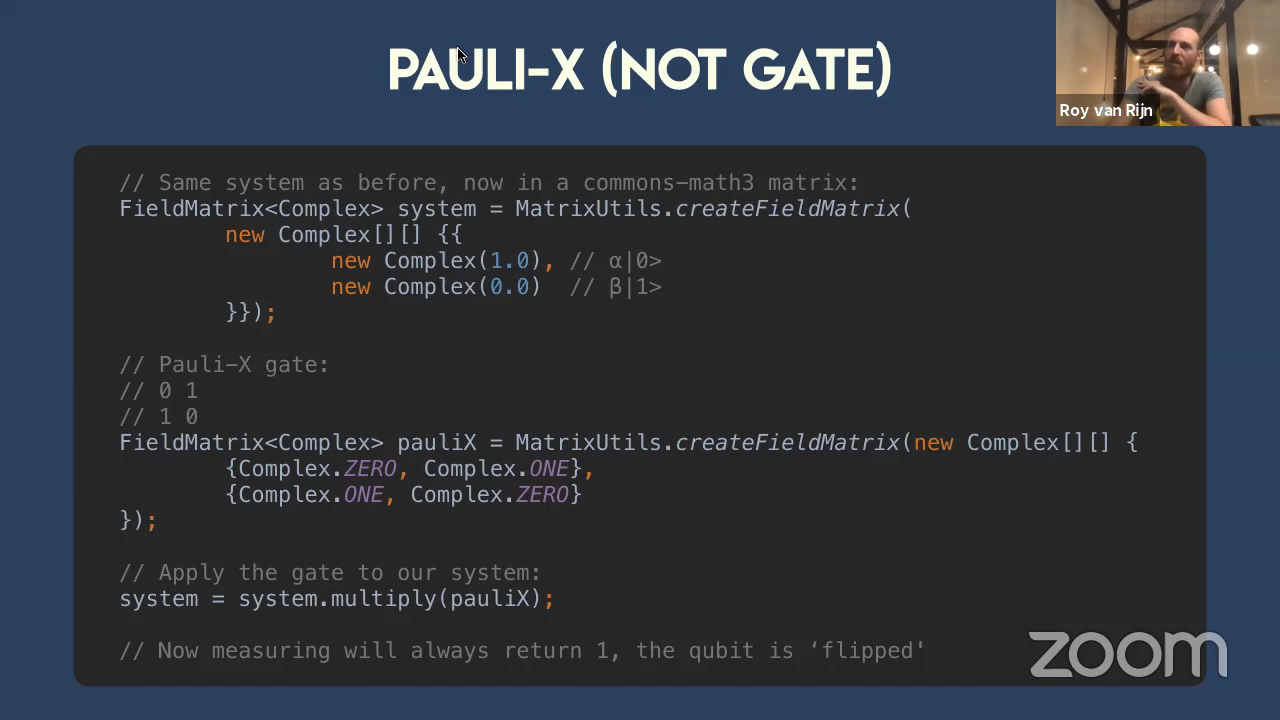 PAULI-X (NOT GATE)
Roy van Rijn
// Same system as before, now in a commons-math3 matrix:
FieldMatrix<Complex> system = MatrixUtils.createFieldMatrix(
new Complex[][] {{
new Complex(1.0), // α|0>
new Complex(0.0) // β|1>
}});
// Pauli-X gate:
// 0 1
// 1 0
FieldMatrix<Complex> pauliX = MatrixUtils.createFieldMatrix(new Complex[][] {
{Complex.ZERO, Complex.ONE},
{Complex.ONE, Complex.ZERO}
});
// Apply the gate to our system:
system = system.multiply(pauliX);
// Now measuring will always return 1, the qubit is ‘flipped'
zoom